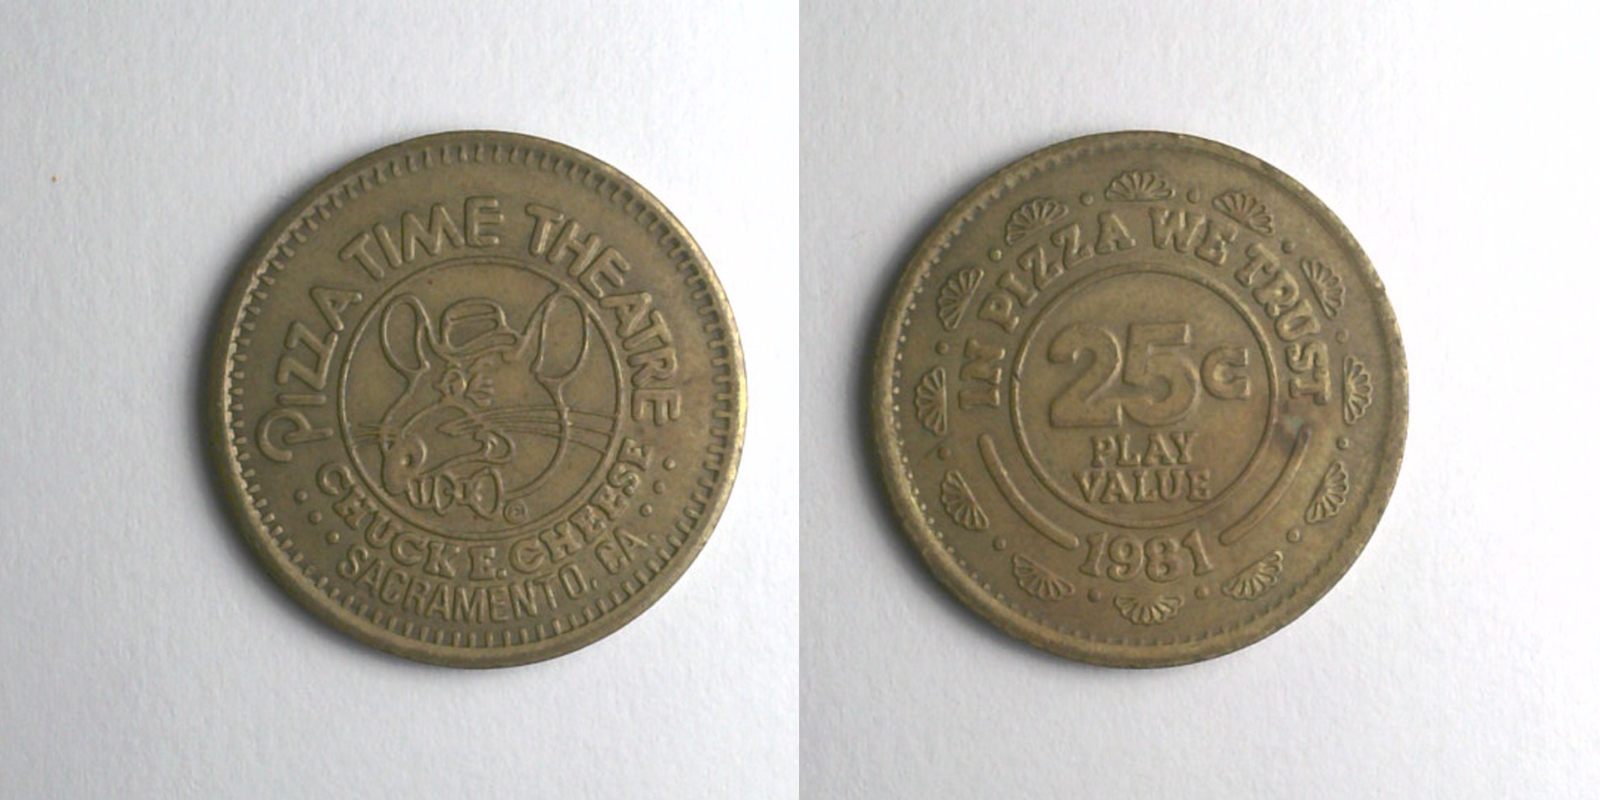 PIZZA TIME THEATRE
CHUCK E. CHEESE
SACRAMENTO, CA.
©
IN PIZZA WE TRUST
25¢
PLAY
VALUE
1981